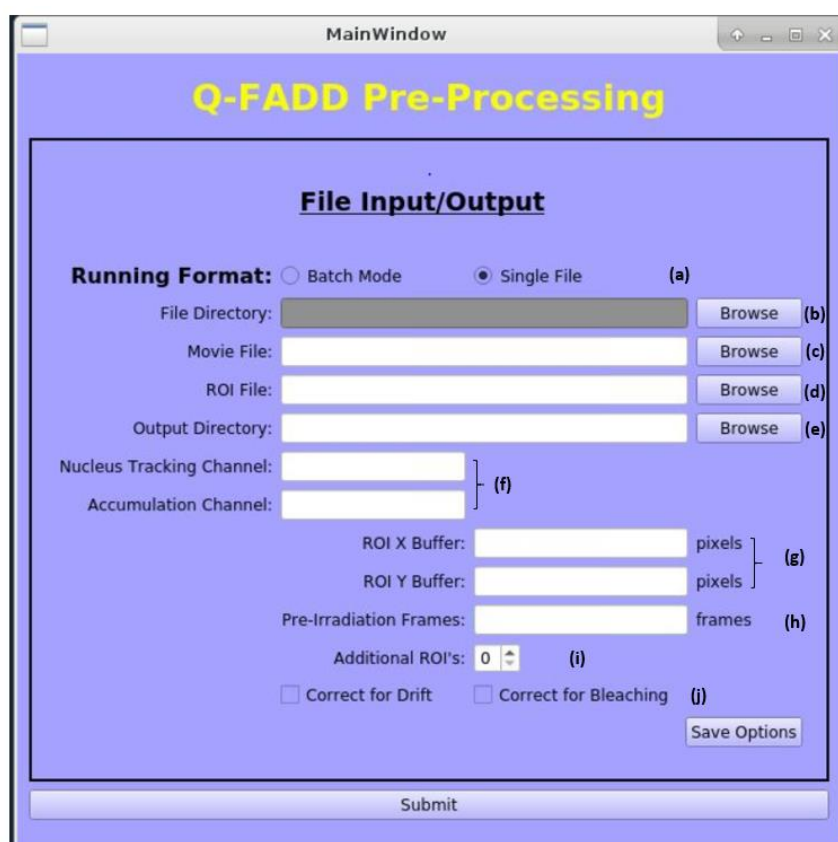 MainWindow
Q-FADD Pre-Processing
File Input/Output
Running Format: Batch Mode Single File (a)
File Directory: Browse (b)
Movie File: Browse (c)
ROI File: Browse (d)
Output Directory: Browse (e)
Nucleus Tracking Channel:
(f)
Accumulation Channel:
ROI X Buffer: pixels
(g)
ROI Y Buffer: pixels
Pre-Irradiation Frames: frames (h)
Additional ROI's: 0 (i)
Correct for Drift Correct for Bleaching (j)
Save Options
Submit